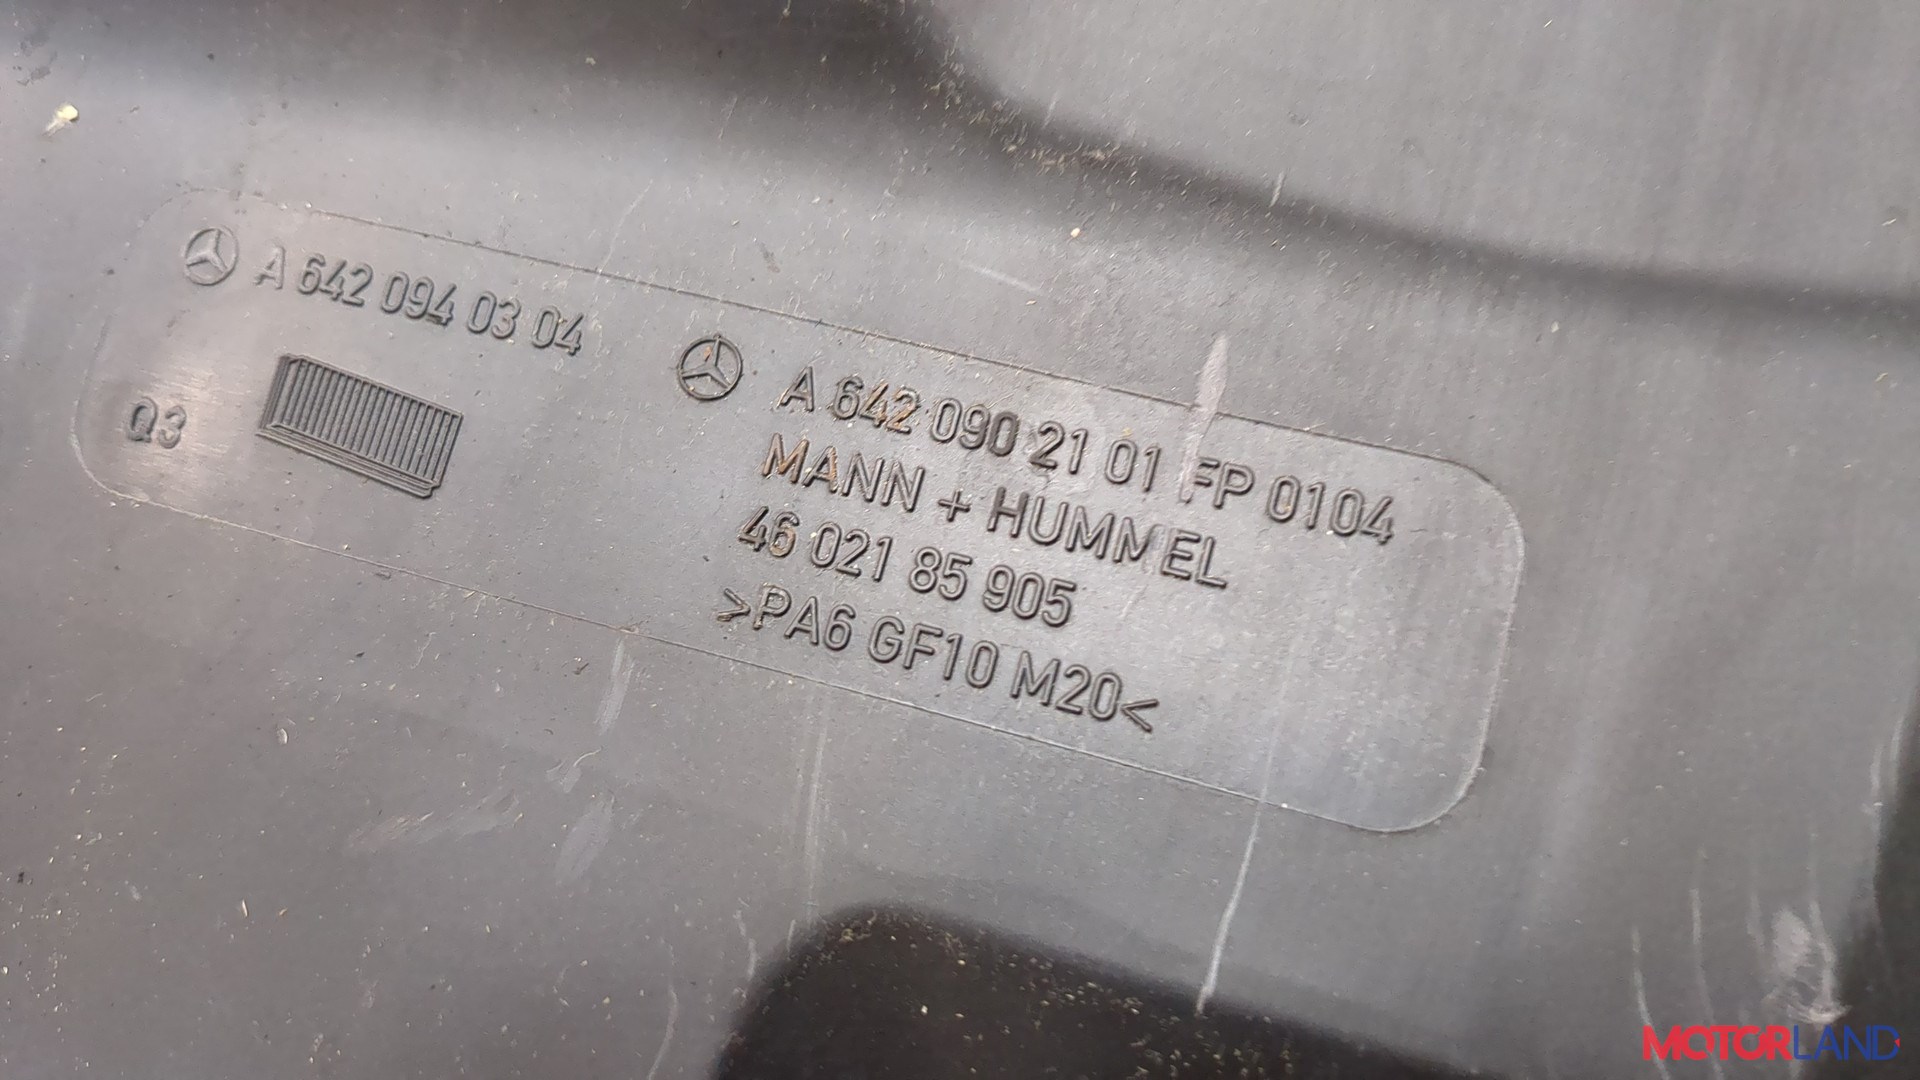 A 642 094 03 04
Q3
A 642 090 21 01 FP 0104
MANN + HUMMEL
46 021 85 905
>PA6 GF10 M20<
MOTORLAND